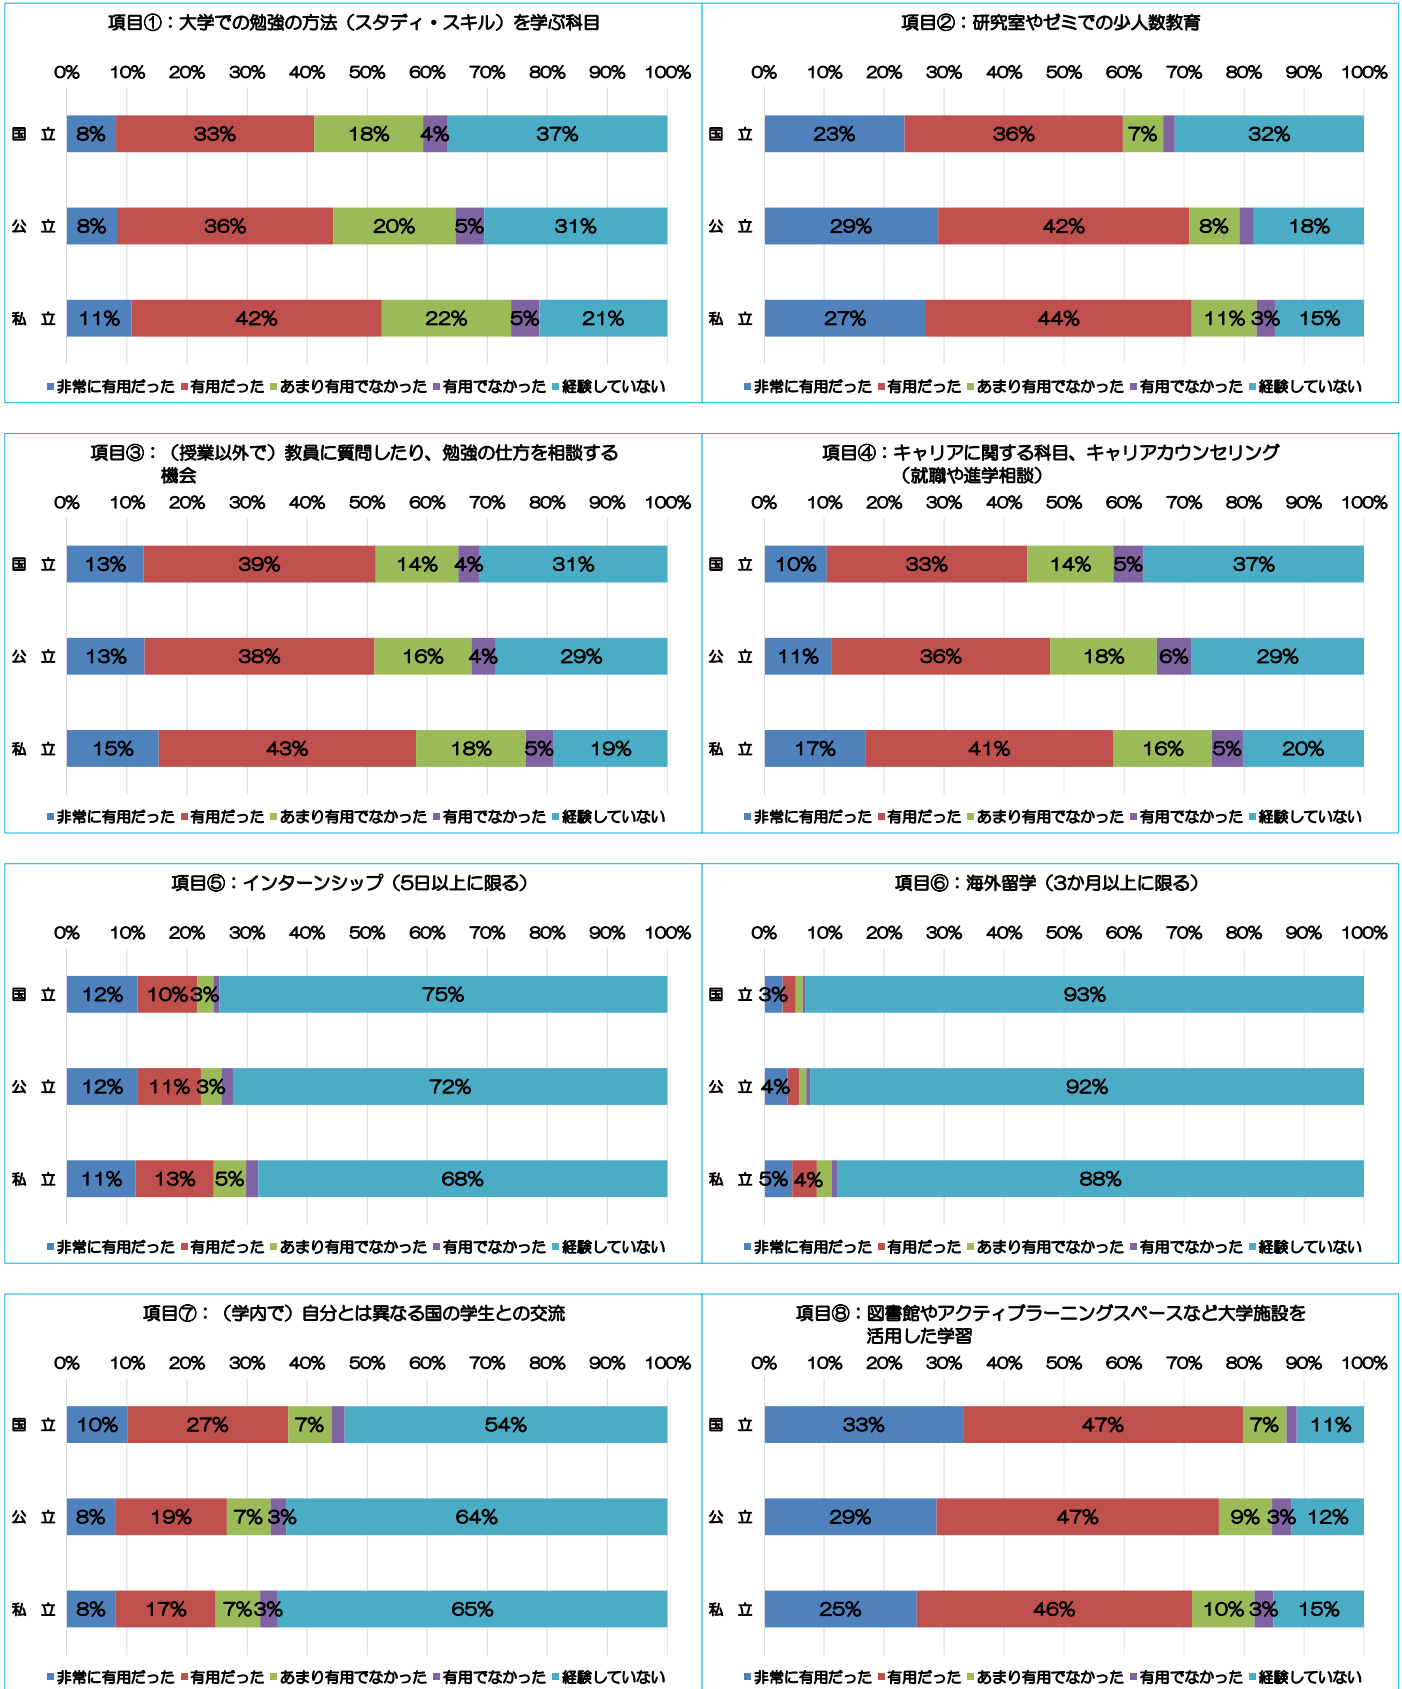 項目①：大学での勉強の方法（スタディ・スキル）を学ぶ科目
0% 10% 20% 30% 40% 50% 60% 70% 80% 90% 100%
国 立 8% 33% 18% 4% 37%
公 立 8% 36% 20% 5% 31%
私 立 11% 42% 22% 5% 21%
非常に有用だった 有用だった あまり有用でなかった 有用でなかった 経験していない
項目②：研究室やゼミでの少人数教育
0% 10% 20% 30% 40% 50% 60% 70% 80% 90% 100%
国 立 23% 36% 7% 32%
公 立 29% 42% 8% 18%
私 立 27% 44% 11% 3% 15%
非常に有用だった 有用だった あまり有用でなかった 有用でなかった 経験していない
項目③：（授業以外で）教員に質問したり、勉強の仕方を相談する
機会
0% 10% 20% 30% 40% 50% 60% 70% 80% 90% 100%
国 立 13% 39% 14% 4% 31%
公 立 13% 38% 16% 4% 29%
私 立 15% 43% 18% 5% 19%
非常に有用だった 有用だった あまり有用でなかった 有用でなかった 経験していない
項目④：キャリアに関する科目、キャリアカウンセリング
（就職や進学相談）
0% 10% 20% 30% 40% 50% 60% 70% 80% 90% 100%
国 立 10% 33% 14% 5% 37%
公 立 11% 36% 18% 6% 29%
私 立 17% 41% 16% 5% 20%
非常に有用だった 有用だった あまり有用でなかった 有用でなかった 経験していない
項目⑤：インターンシップ（5日以上に限る）
0% 10% 20% 30% 40% 50% 60% 70% 80% 90% 100%
国 立 12% 10% 3% 75%
公 立 12% 11% 3% 72%
私 立 11% 13% 5% 68%
非常に有用だった 有用だった あまり有用でなかった 有用でなかった 経験していない
項目⑥：海外留学（3か月以上に限る）
0% 10% 20% 30% 40% 50% 60% 70% 80% 90% 100%
国 立 3% 93%
公 立 4% 92%
私 立 5% 4% 88%
非常に有用だった 有用だった あまり有用でなかった 有用でなかった 経験していない
項目⑦：（学内で）自分とは異なる国の学生との交流
0% 10% 20% 30% 40% 50% 60% 70% 80% 90% 100%
国 立 10% 27% 7% 54%
公 立 8% 19% 7% 3% 64%
私 立 8% 17% 7% 3% 65%
非常に有用だった 有用だった あまり有用でなかった 有用でなかった 経験していない
項目⑧：図書館やアクティブラーニングスペースなど大学施設を
活用した学習
0% 10% 20% 30% 40% 50% 60% 70% 80% 90% 100%
国 立 33% 47% 7% 11%
公 立 29% 47% 9% 3% 12%
私 立 25% 46% 10% 3% 15%
非常に有用だった 有用だった あまり有用でなかった 有用でなかった 経験していない